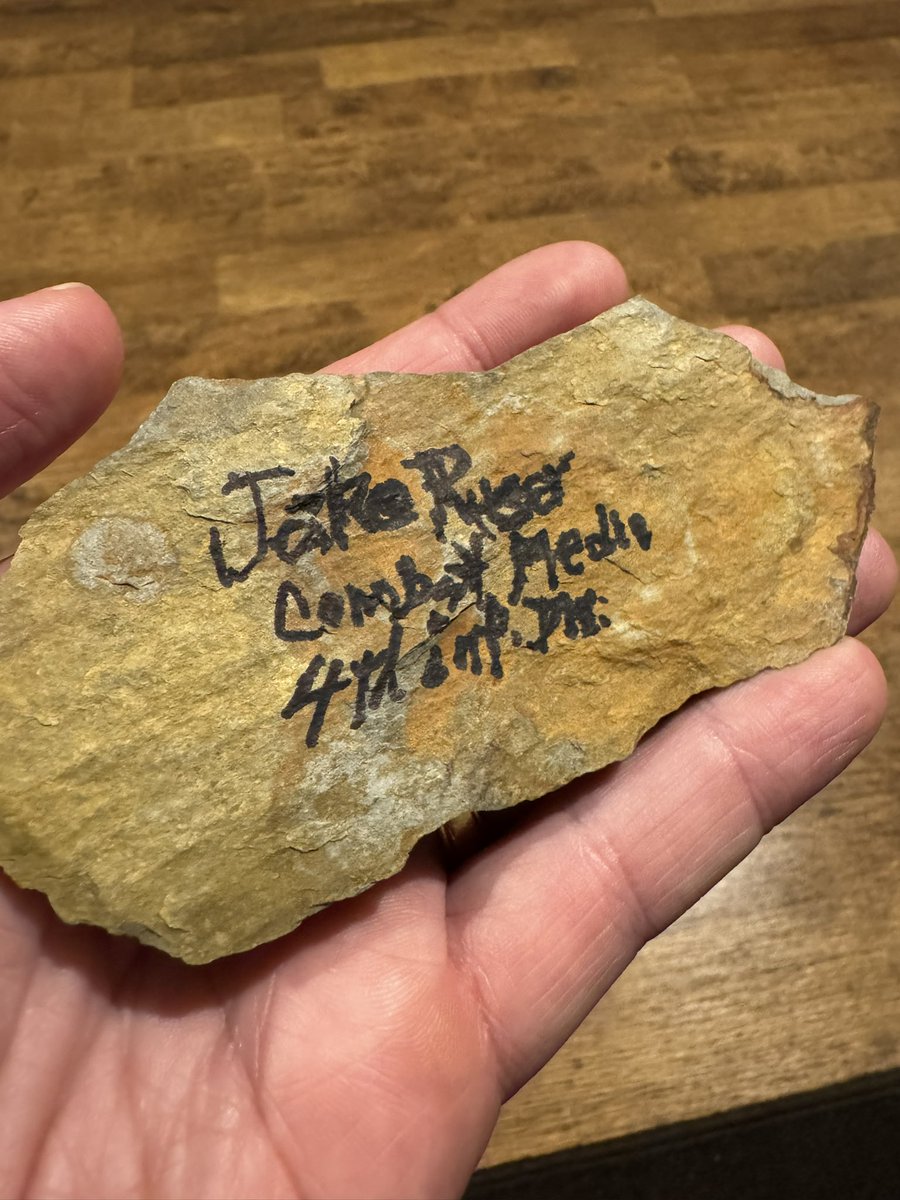 Jake Ruser
Combat Medic
4th inf. Div.